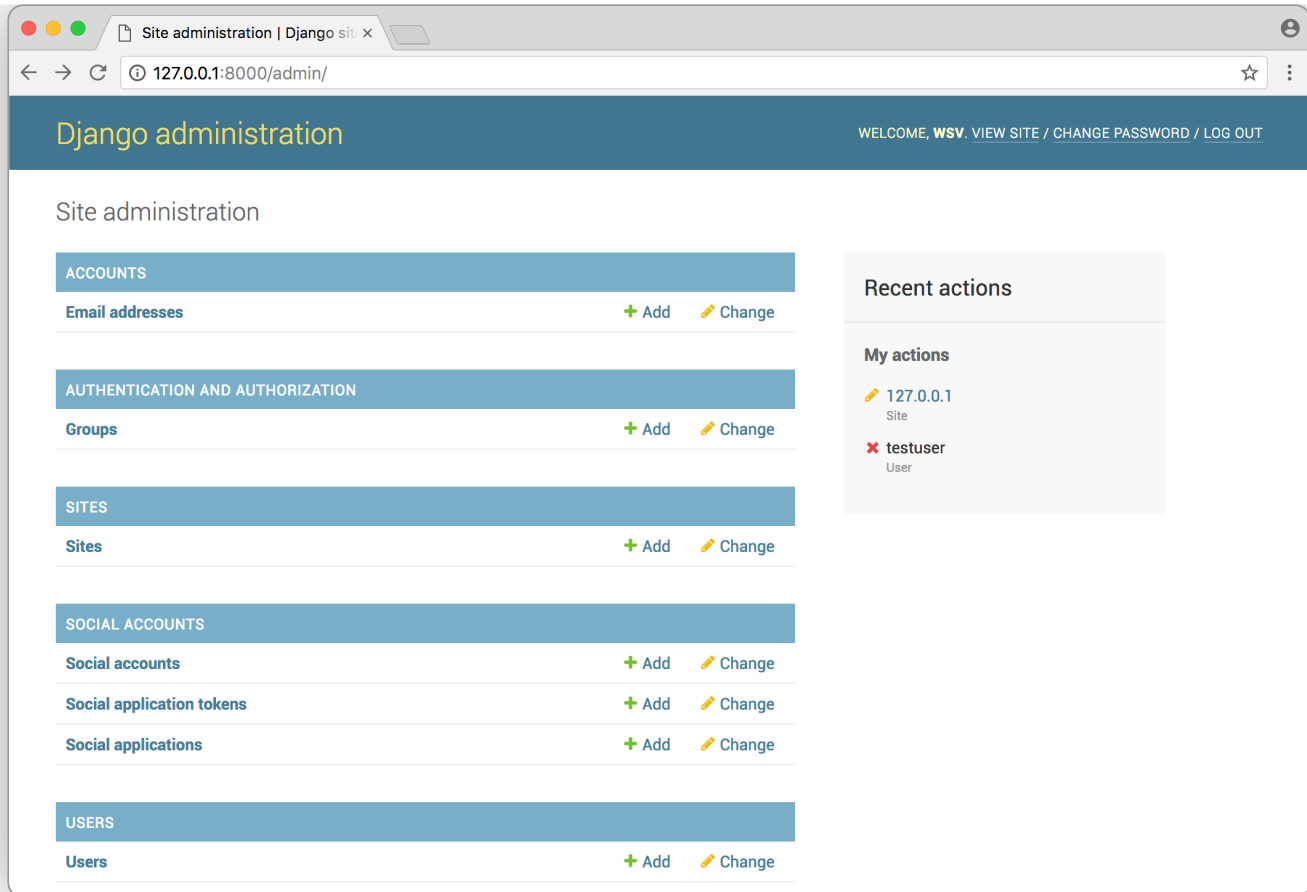 Site administration | Django sit
127.0.0.1:8000/admin/
Django administration
WELCOME, WSV. VIEW SITE / CHANGE PASSWORD / LOG OUT
Site administration
ACCOUNTS
Email addresses Add Change
AUTHENTICATION AND AUTHORIZATION
Groups Add Change
SITES
Sites Add Change
SOCIAL ACCOUNTS
Social accounts Add Change
Social application tokens Add Change
Social applications Add Change
USERS
Users Add Change
Recent actions
My actions
127.0.0.1
Site
testuser
User